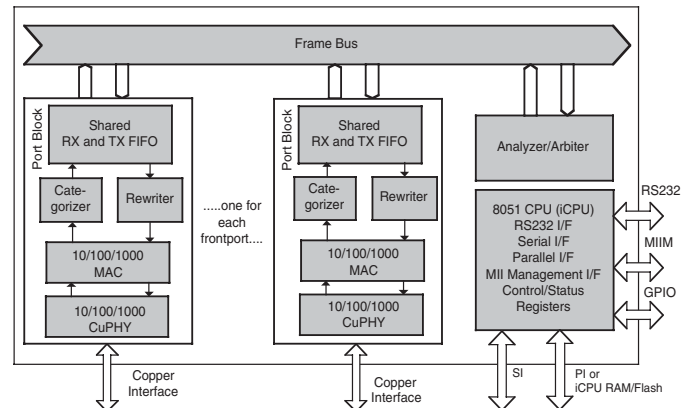 Frame Bus
Port Block
Shared
RX and TX FIFO
Cate-
gorizer
Rewriter
10/100/1000
MAC
10/100/1000
CuPHY
Copper
Interface
.....one for
each
frontport....
Port Block
Shared
RX and TX FIFO
Cate-
gorizer
Rewriter
10/100/1000
MAC
10/100/1000
CuPHY
Copper
Interface
Analyzer/Arbiter
8051 CPU (iCPU)
RS232 I/F
Serial I/F
Parallel I/F
MII Management I/F
Control/Status
Registers
RS232
MIIM
GPIO
SI
PI or
iCPU RAM/Flash